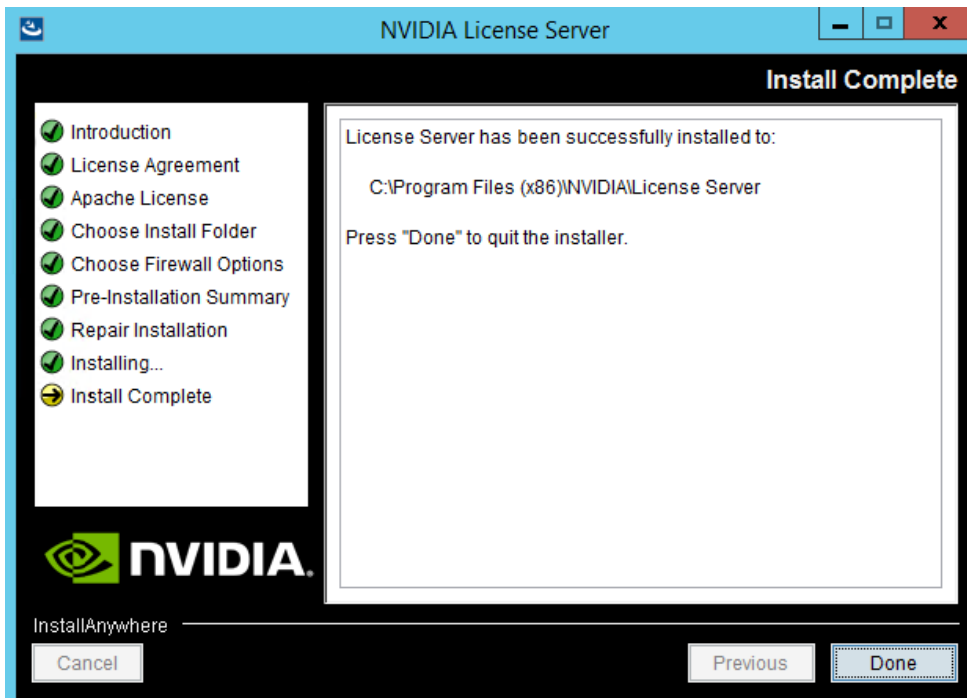 NVIDIA License Server
Install Complete
Introduction
License Agreement
Apache License
Choose Install Folder
Choose Firewall Options
Pre-Installation Summary
Repair Installation
Installing...
Install Complete
License Server has been successfully installed to:
C:\Program Files (x86)\NVIDIA\License Server
Press "Done" to quit the installer.
NVIDIA.
InstallAnywhere
Cancel
Previous
Done